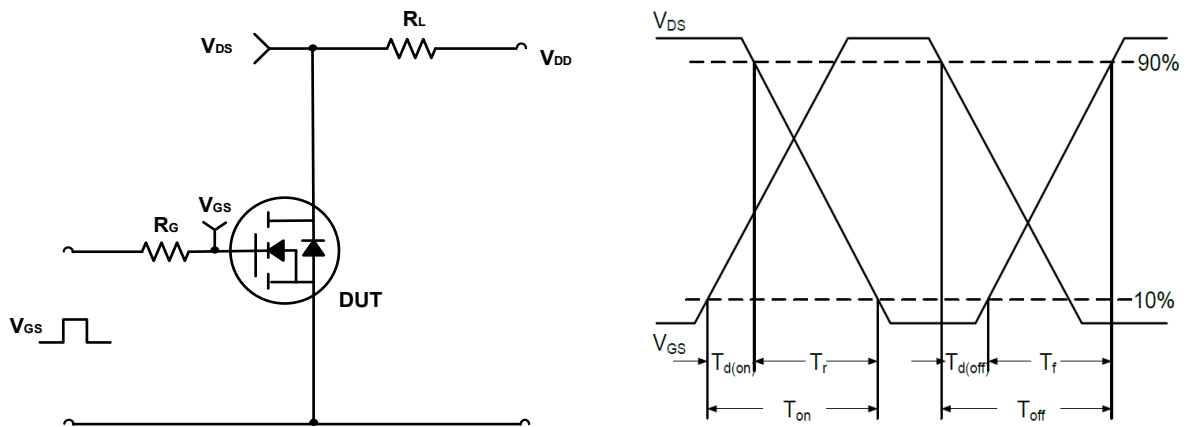 RL
VDS
VDD
VGS
RG
DUT
VGS
VDS
90%
10%
VGS
Td(on)
Tr
Td(off)
Tf
Ton
Toff